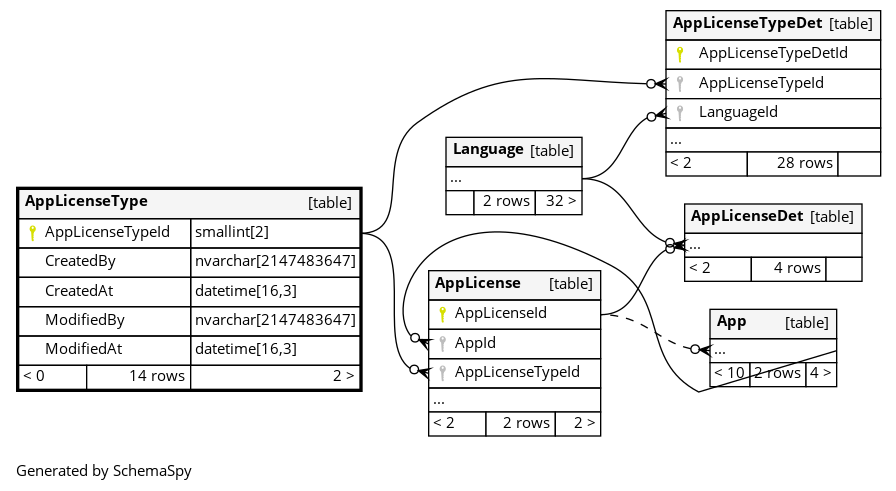 AppLicenseTypeDet [table]
AppLicenseTypeDetId
AppLicenseTypeId
LanguageId
...
< 2 28 rows
Language [table]
...
2 rows 32 >
AppLicenseType [table]
AppLicenseTypeId smallint[2]
CreatedBy nvarchar[2147483647]
CreatedAt datetime[16,3]
ModifiedBy nvarchar[2147483647]
ModifiedAt datetime[16,3]
< 0 14 rows 2 >
AppLicenseDet [table]
...
< 2 4 rows
AppLicense [table]
AppLicenseId
AppId
AppLicenseTypeId
...
< 2 2 rows 2 >
App [table]
...
< 10 2 rows 4 >
Generated by SchemaSpy